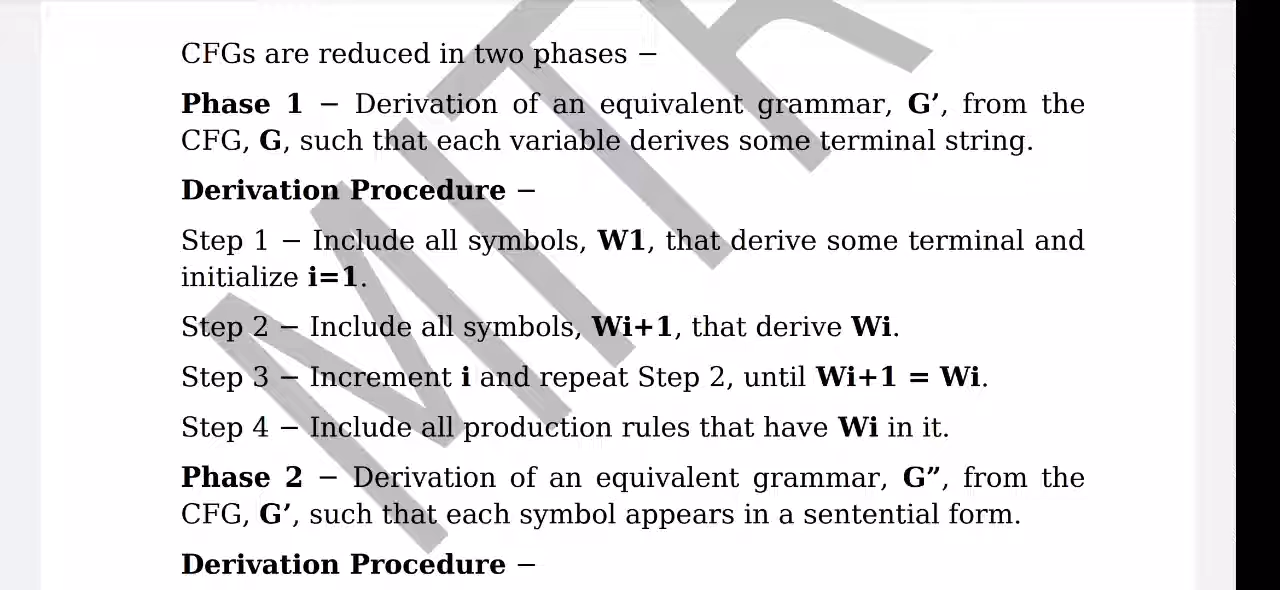 CFGs are reduced in two phases −
Phase 1 − Derivation of an equivalent grammar, G’, from the
CFG, G, such that each variable derives some terminal string.
Derivation Procedure −
Step 1 − Include all symbols, W1, that derive some terminal and
initialize i=1.
Step 2 − Include all symbols, Wi+1, that derive Wi.
Step 3 − Increment i and repeat Step 2, until Wi+1 = Wi.
Step 4 − Include all production rules that have Wi in it.
Phase 2 − Derivation of an equivalent grammar, G”, from the
CFG, G’, such that each symbol appears in a sentential form.
Derivation Procedure −
MITR